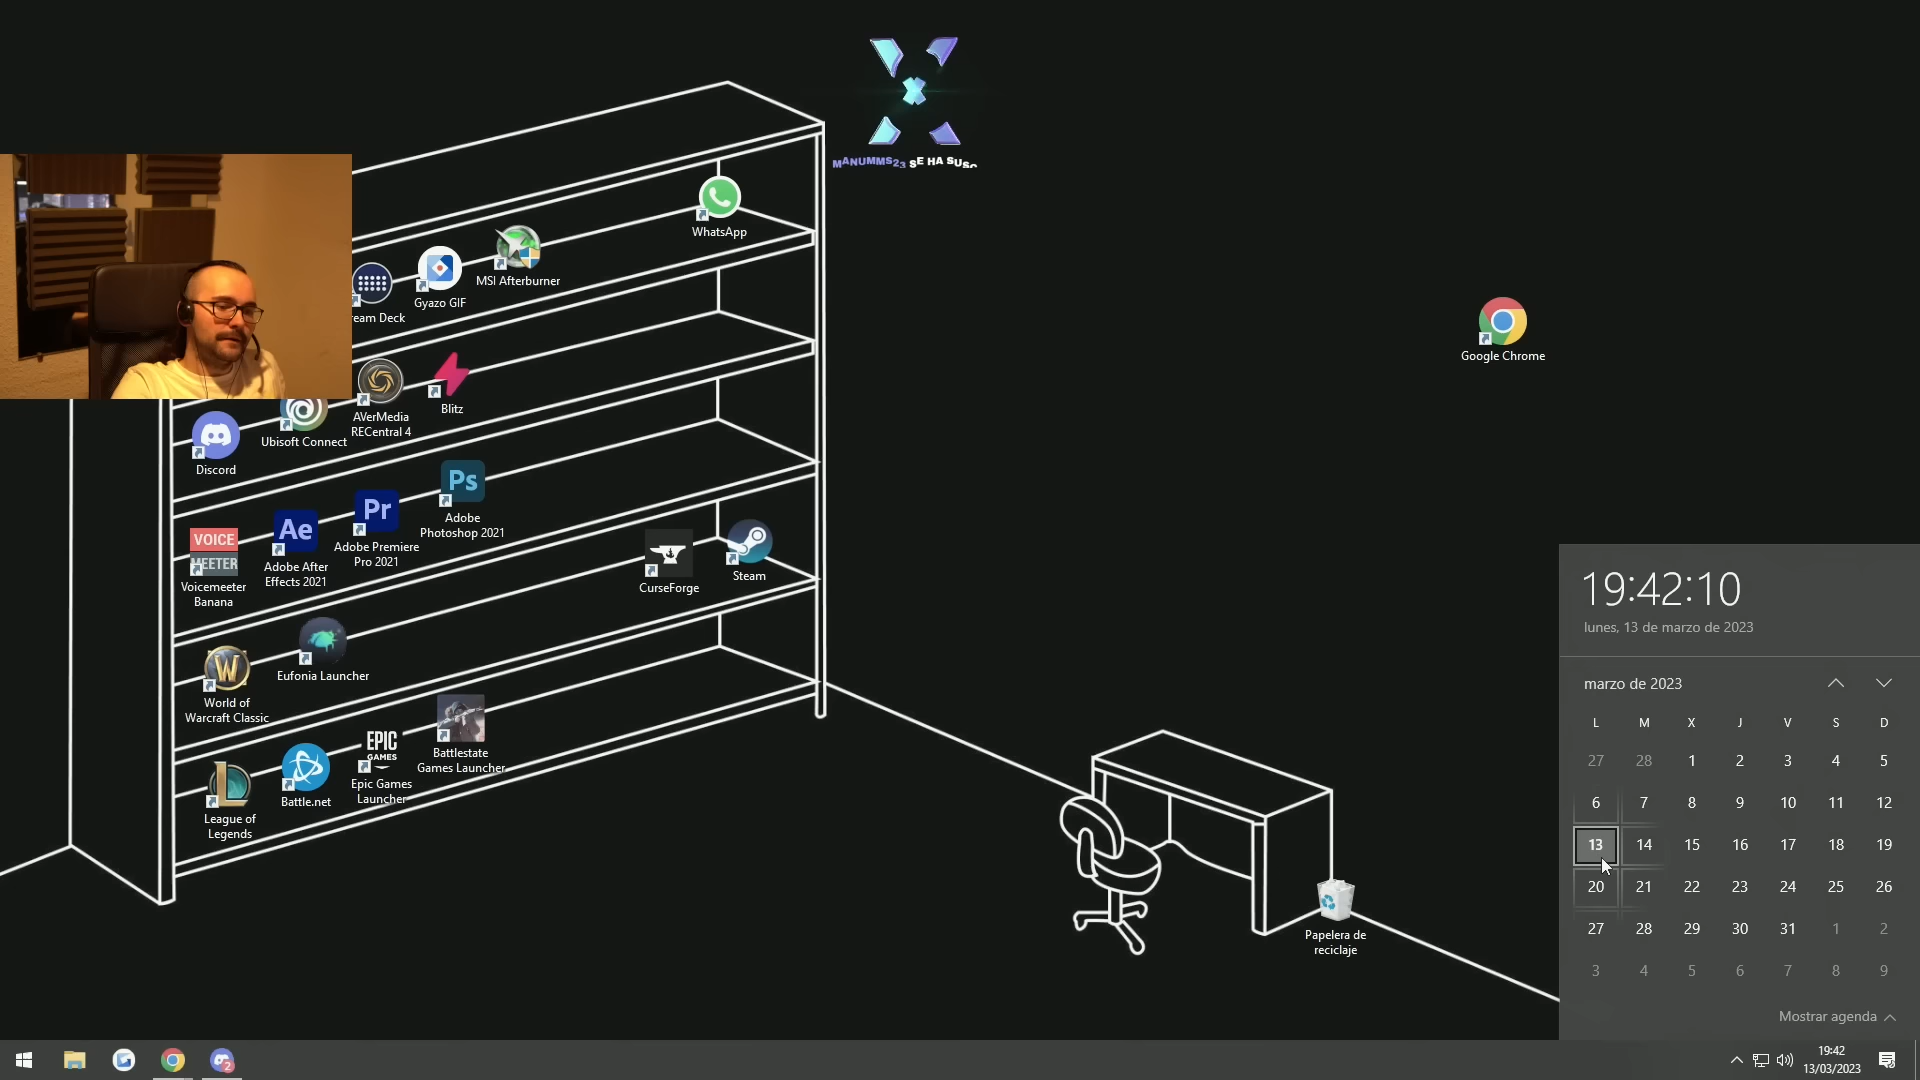 MANUMMS23 SE HA SUSC
WhatsApp
MSI Afterburner
Gyazo GIF
ream Deck
Google Chrome
Blitz
AVerMedia
RECentral 4
Ubisoft Connect
Discord
Ps
Adobe
Photoshop 2021
Pr
Adobe Premiere
Pro 2021
Ae
Adobe After
Effects 2021
VOICE
MEETER
Voicemeeter
Banana
CurseForge
Steam
Eufonia Launcher
W
World of
Warcraft Classic
Battlestate
Games Launcher
EPIC
GAMES
Epic Games
Launcher
Battle.net
L
League of
Legends
Papelera de
reciclaje
19:42:10
lunes, 13 de marzo de 2023
marzo de 2023
L M X J V S D
27 28 1 2 3 4 5
6 7 8 9 10 11 12
13 14 15 16 17 18 19
20 21 22 23 24 25 26
27 28 29 30 31 1 2
3 4 5 6 7 8 9
Mostrar agenda
2
19:42
13/03/2023